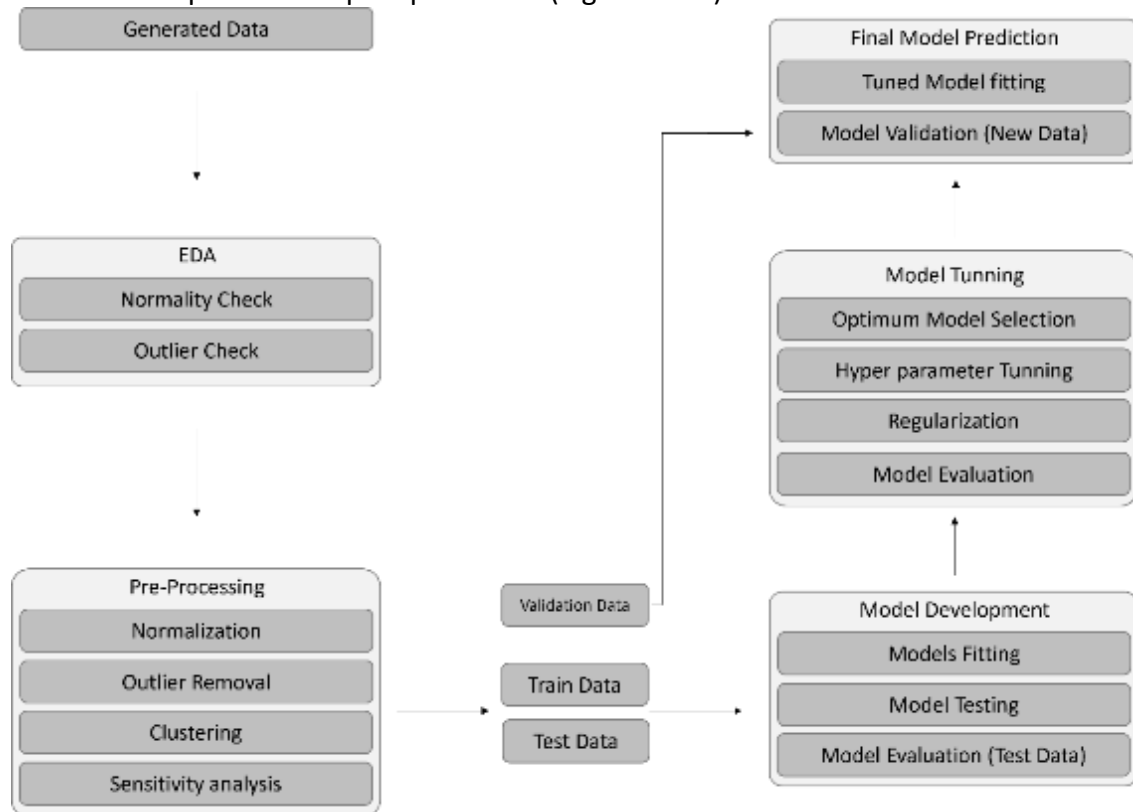 Generated Data
EDA
Normality Check
Outlier Check
Pre-Processing
Normalization
Outlier Removal
Clustering
Sensitivity analysis
Validation Data
Train Data
Test Data
Model Development
Models Fitting
Model Testing
Model Evaluation (Test Data)
Model Tunning
Optimum Model Selection
Hyper parameter Tunning
Regularization
Model Evaluation
Final Model Prediction
Tuned Model fitting
Model Validation (New Data)